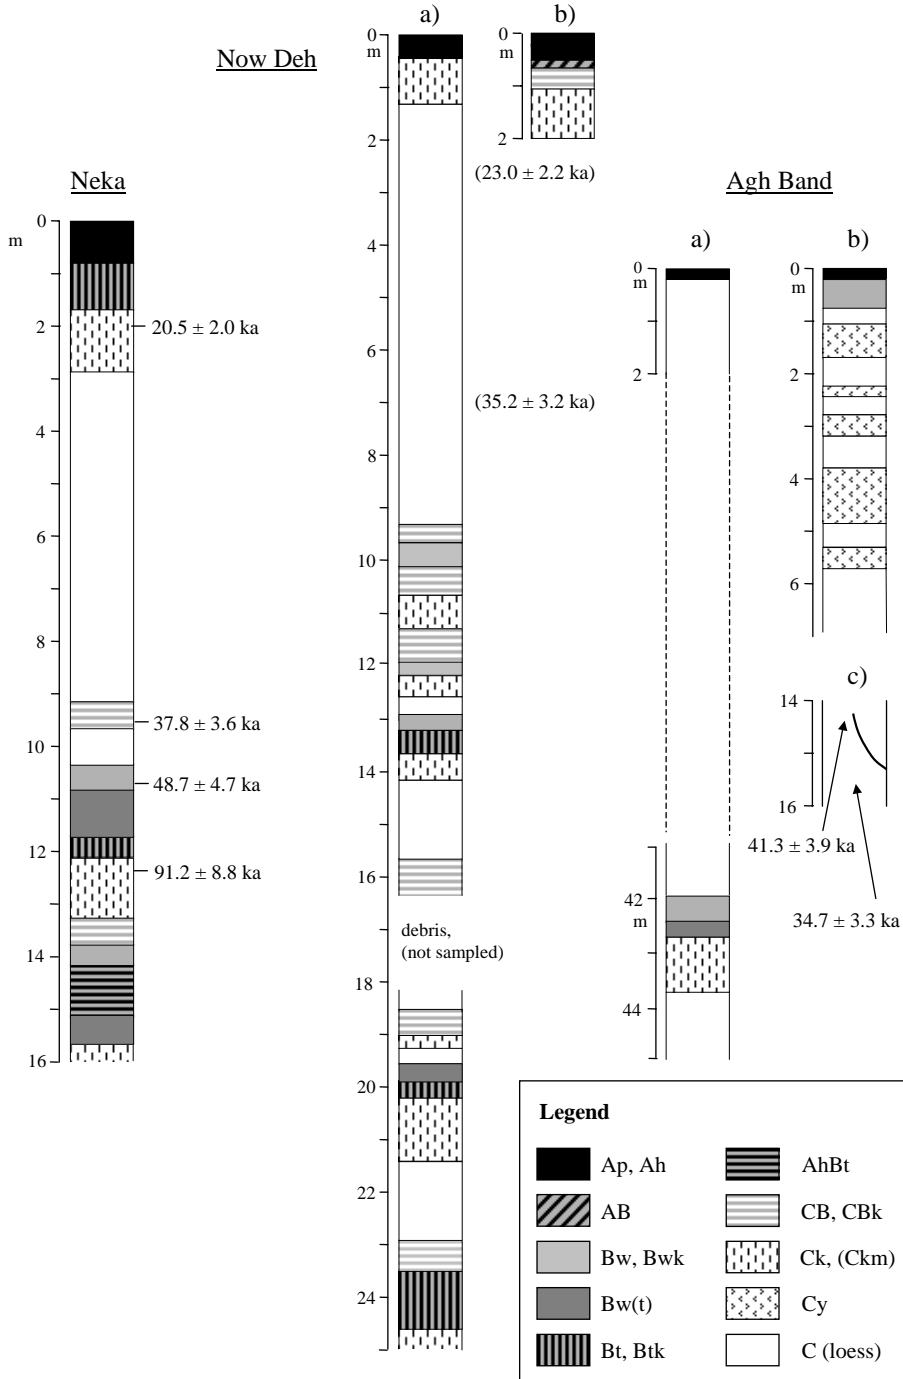 Now Deh
a)
b)
0
m
2
4
6
8
10
12
14
16
debris,
(not sampled)
18
20
22
24
0
m
2
(23.0 ± 2.2 ka)
(35.2 ± 3.2 ka)
Neka
0
m
2
4
6
8
10
12
14
16
20.5 ± 2.0 ka
37.8 ± 3.6 ka
48.7 ± 4.7 ka
91.2 ± 8.8 ka
Agh Band
a)
b)
0
m
2
42
m
44
0
m
2
4
6
c)
14
16
41.3 ± 3.9 ka
34.7 ± 3.3 ka
Legend
Ap, Ah
AB
Bw, Bwk
Bw(t)
Bt, Btk
AhBt
CB, CBk
Ck, (Ckm)
Cy
C (loess)